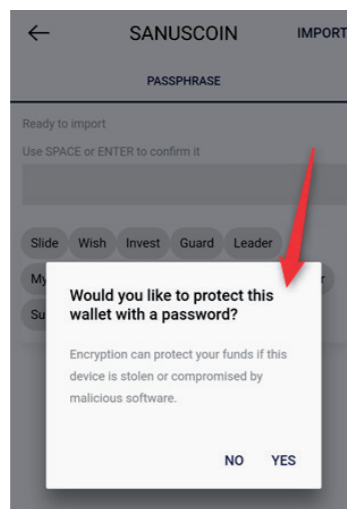 SANUSCOIN IMPORT
PASSPHRASE
Ready to import
Use SPACE or ENTER to confirm it
Slide Wish Invest Guard Leader
My
Su
Would you like to protect this
wallet with a password?
Encryption can protect your funds if this
device is stolen or compromised by
malicious software.
NO YES